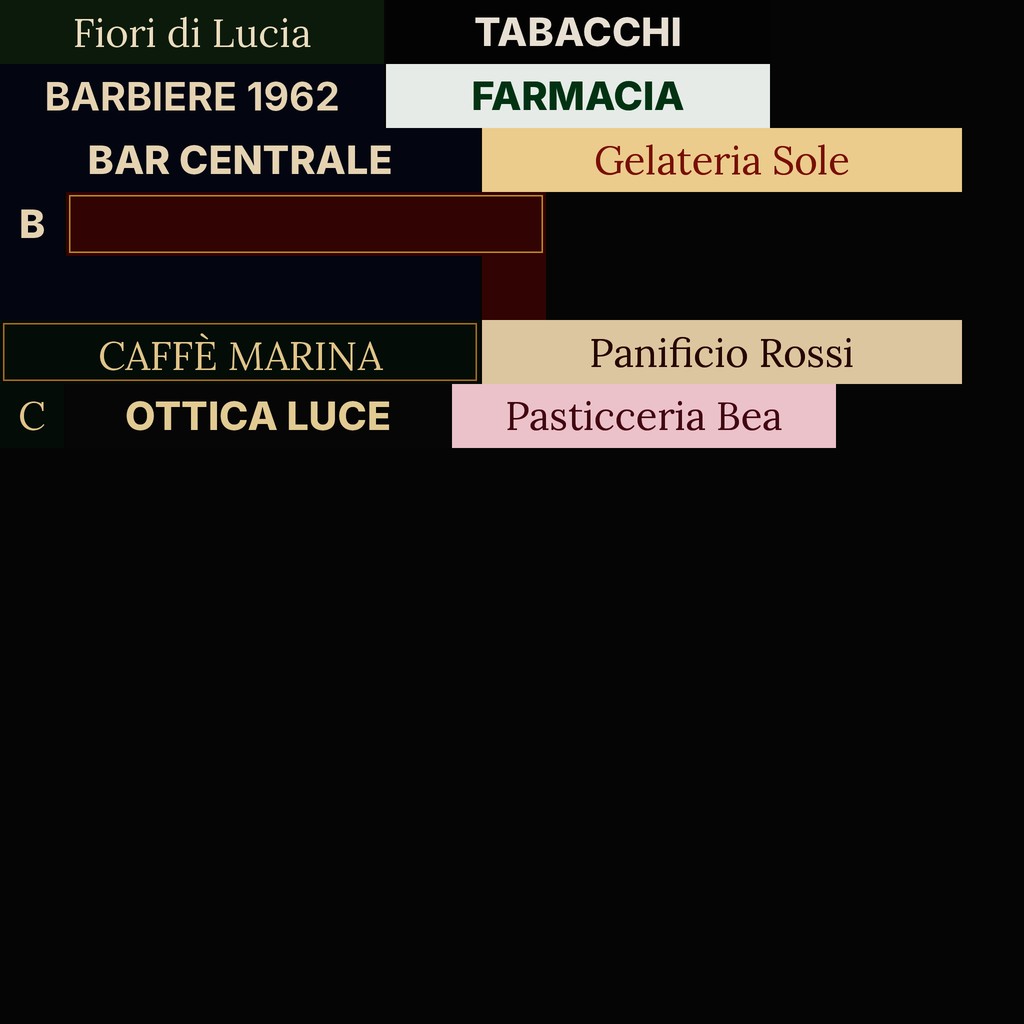 Fiori di Lucia
TABACCHI
BARBIERE 1962
FARMACIA
BAR CENTRALE
Gelateria Sole
B
CAFFÈ MARINA
Panificio Rossi
C
OTTICA LUCE
Pasticceria Bea